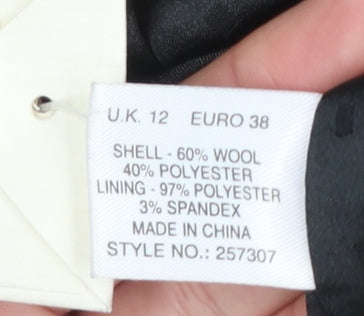 U.K. 12 EURO 38
SHELL - 60% WOOL
40% POLYESTER
LINING - 97% POLYESTER
3% SPANDEX
MADE IN CHINA
STYLE NO.: 257307